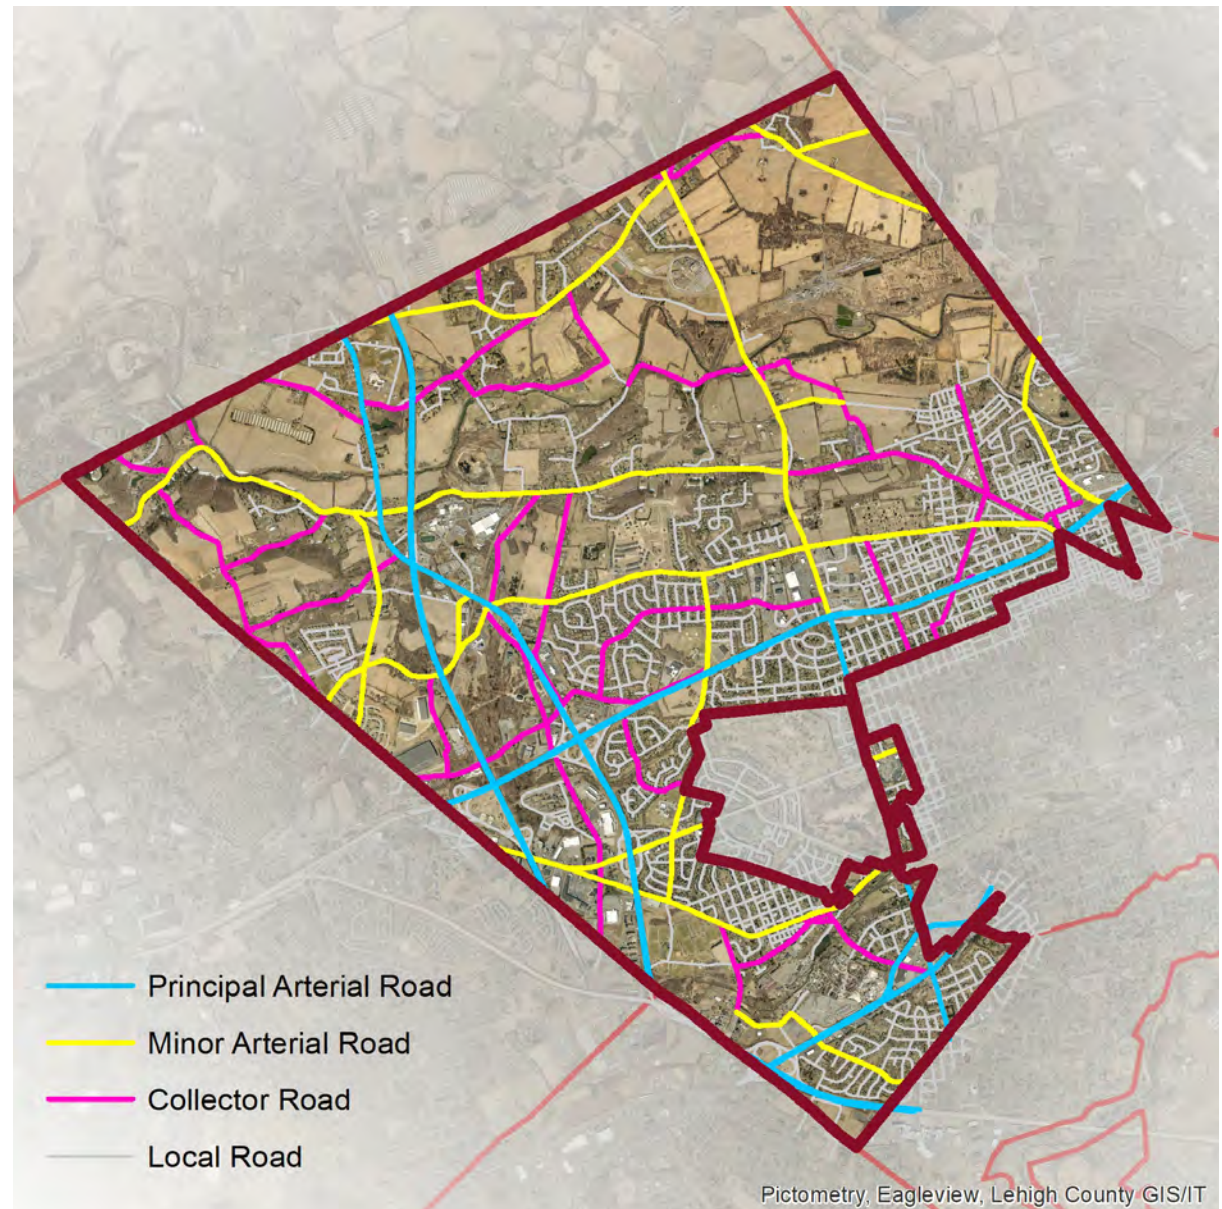 Principal Arterial Road
Minor Arterial Road
Collector Road
Local Road
Pictometry, Eagleview, Lehigh County GIS/IT